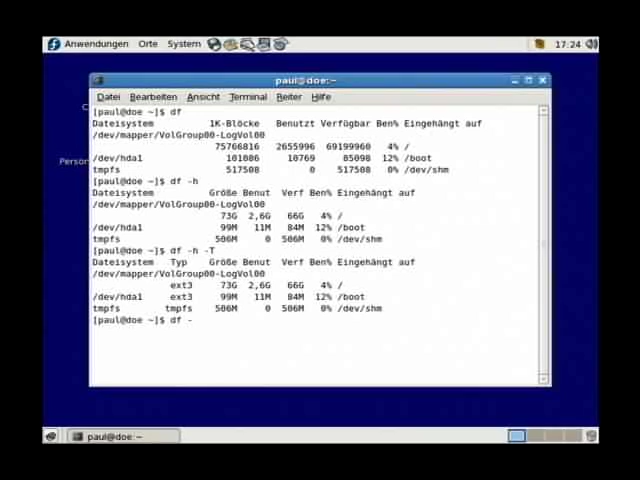 Anwendungen Orte System 17:24
paul@doe:~
Datei Bearbeiten Ansicht Terminal Reiter Hilfe
[paul@doe ~]$ df
Dateisystem 1K-Blöcke Benutzt Verfügbar Ben% Eingehängt auf
/dev/mapper/VolGroup00-LogVol00
75766816 2655996 69199960 4% /
/dev/hda1 101086 10769 85098 12% /boot
tmpfs 517508 0 517508 0% /dev/shm
[paul@doe ~]$ df -h
Dateisystem Größe Benut Verf Ben% Eingehängt auf
/dev/mapper/VolGroup00-LogVol00
73G 2,6G 66G 4% /
/dev/hda1 99M 11M 84M 12% /boot
tmpfs 506M 0 506M 0% /dev/shm
[paul@doe ~]$ df -h -T
Dateisystem Typ Größe Benut Verf Ben% Eingehängt auf
/dev/mapper/VolGroup00-LogVol00
ext3 73G 2,6G 66G 4% /
/dev/hda1 ext3 99M 11M 84M 12% /boot
tmpfs tmpfs 506M 0 506M 0% /dev/shm
[paul@doe ~]$ df -
paul@doe:~